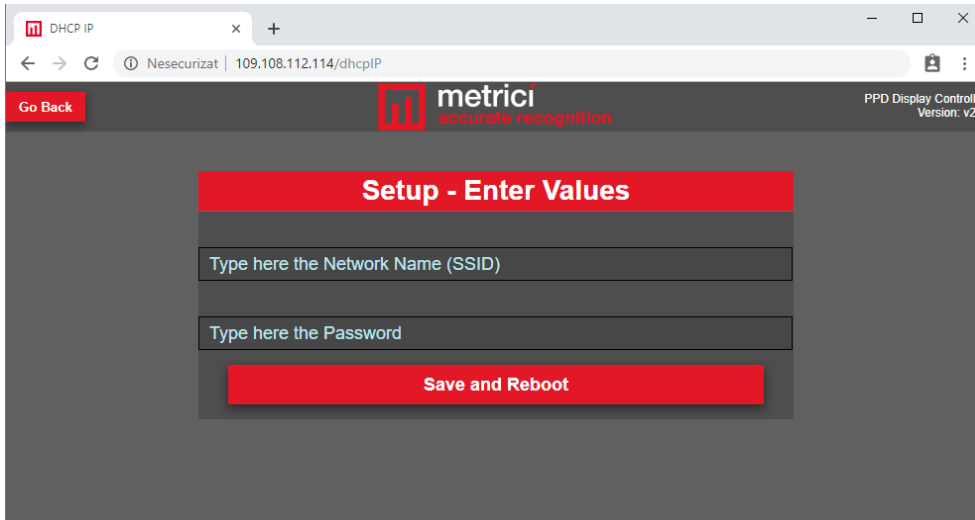 DHCP IP
Nesecurizat | 109.108.112.114/dhcpIP
Go Back
metrici
accurate recognition
PPD Display Controll
Version: v2
Setup - Enter Values
Type here the Network Name (SSID)
Type here the Password
Save and Reboot